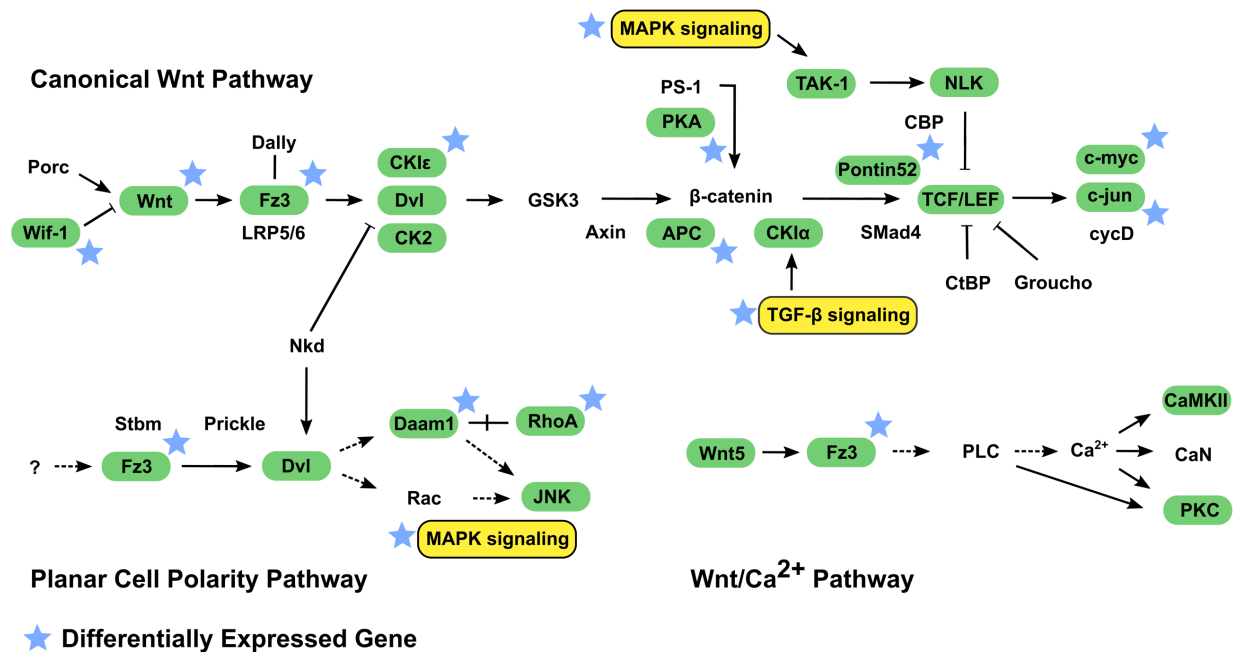 MAPK signaling
Canonical Wnt Pathway
TAK-1
NLK
PS-1
PKA
CBP
Dally
CKIε
c-myc
Porc
Pontin52
Wnt
Fz3
Dvl
GSK3
β-catenin
TCF/LEF
c-jun
Wif-1
LRP5/6
CK2
Axin
APC
CKIα
SMad4
cycD
CtBP
Groucho
TGF-β signaling
Nkd
Stbm
Prickle
Daam1
RhoA
CaMKII
?
Fz3
Dvl
Wnt5
Fz3
PLC
Ca²⁺
CaN
Rac
JNK
PKC
MAPK signaling
Planar Cell Polarity Pathway
Wnt/Ca²⁺ Pathway
Differentially Expressed Gene